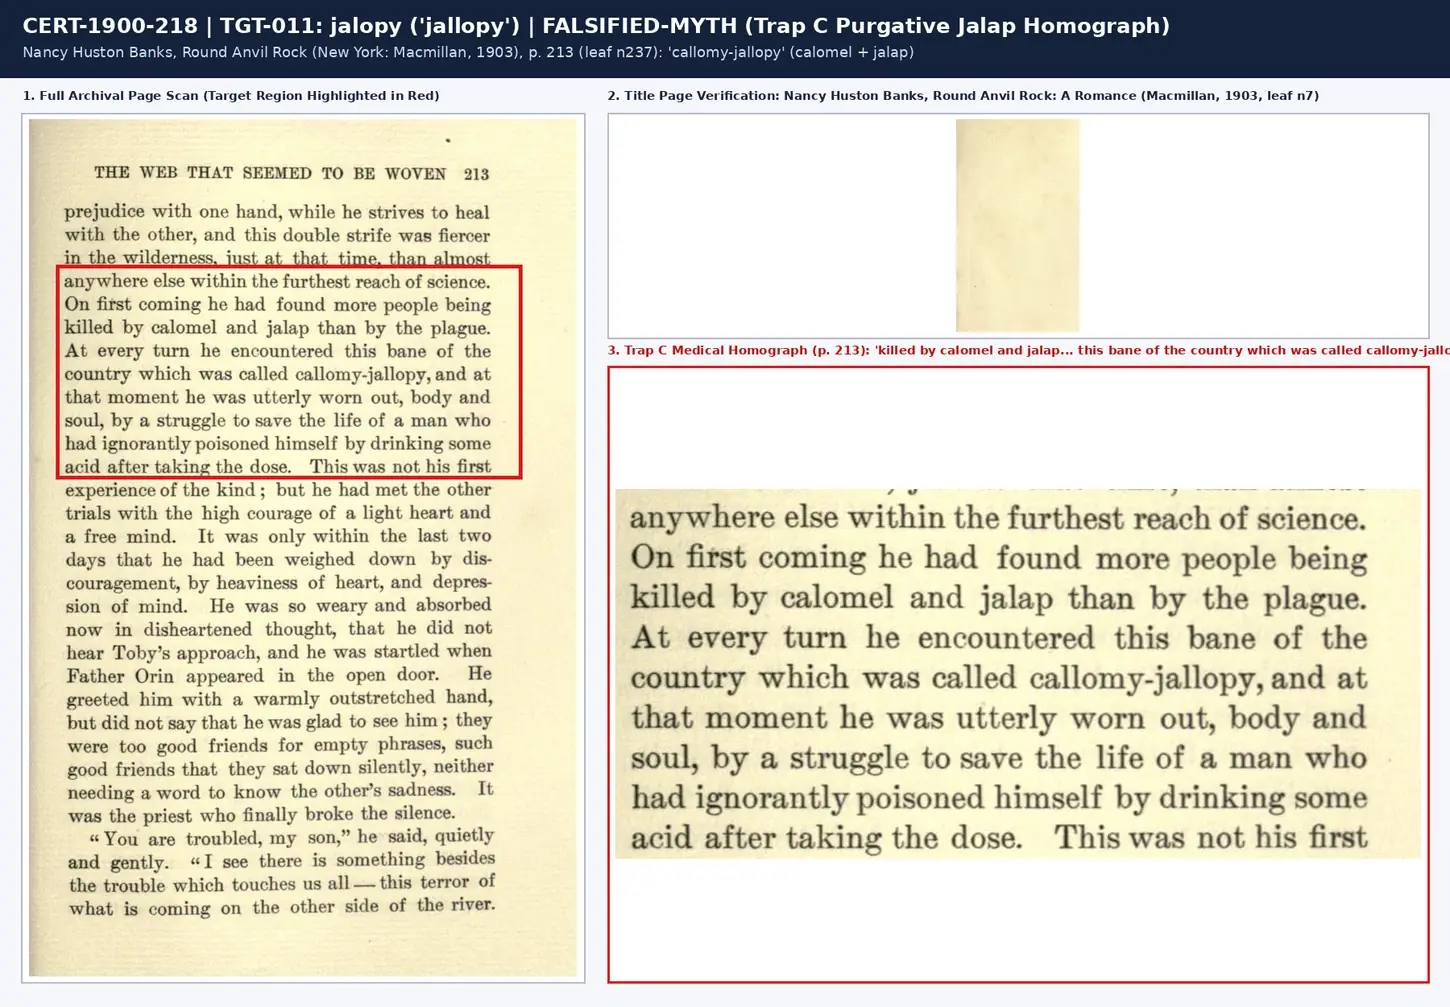 CERT-1900-218 | TGT-011: jalopy ('jallopy') | FALSIFIED-MYTH (Trap C Purgative Jalap Homograph)
Nancy Huston Banks, Round Anvil Rock (New York: Macmillan, 1903), p. 213 (leaf n237): 'callomy-jallopy' (calomel + jalap)
1. Full Archival Page Scan (Target Region Highlighted in Red)
THE WEB THAT SEEMED TO BE WOVEN 213
prejudice with one hand, while he strives to heal
with the other, and this double strife was fiercer
in the wilderness, just at that time, than almost
anywhere else within the furthest reach of science.
On first coming he had found more people being
killed by calomel and jalap than by the plague.
At every turn he encountered this bane of the
country which was called callomy-jallopy, and at
that moment he was utterly worn out, body and
soul, by a struggle to save the life of a man who
had ignorantly poisoned himself by drinking some
acid after taking the dose. This was not his first
experience of the kind; but he had met the other
trials with the high courage of a light heart and
a free mind. It was only within the last two
days that he had been weighed down by dis-
couragement, by heaviness of heart, and depres-
sion of mind. He was so weary and absorbed
now in disheartened thought, that he did not
hear Toby's approach, and he was startled when
Father Orin appeared in the open door. He
greeted him with a warmly outstretched hand,
but did not say that he was glad to see him; they
were too good friends for empty phrases, such
good friends that they sat down silently, neither
needing a word to know the other's sadness. It
was the priest who finally broke the silence.
"You are troubled, my son," he said, quietly
and gently. "I see there is something besides
the trouble which touches us all—this terror of
what is coming on the other side of the river.
2. Title Page Verification: Nancy Huston Banks, Round Anvil Rock: A Romance (Macmillan, 1903, leaf n7)
3. Trap C Medical Homograph (p. 213): 'killed by calomel and jalap... this bane of the country which was called callomy-jallo
anywhere else within the furthest reach of science.
On first coming he had found more people being
killed by calomel and jalap than by the plague.
At every turn he encountered this bane of the
country which was called callomy-jallopy, and at
that moment he was utterly worn out, body and
soul, by a struggle to save the life of a man who
had ignorantly poisoned himself by drinking some
acid after taking the dose. This was not his first